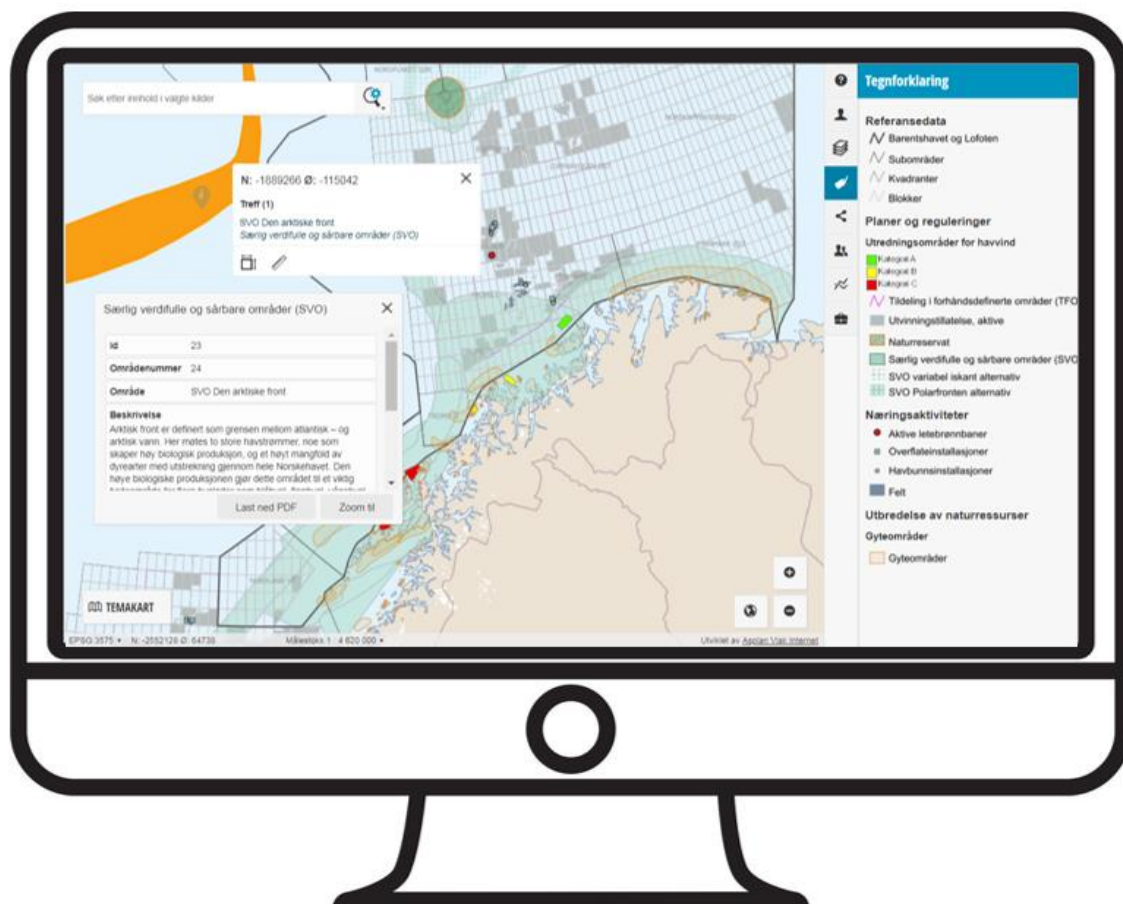 Søk etter innhold i valgte kilder
N: -1889266 Ø: -115042
Treff (1)
SVO Den arktiske front
Særlig verdifulle og sårbare områder (SVO)
Særlig verdifulle og sårbare områder (SVO)
Id 23
Områdenummer 24
Område SVO Den arktiske front
Beskrivelse
Arktisk front er definert som grensen mellom atlantisk – og
arktisk vann. Her møtes to store havstrømmer, noe som
skaper høy biologisk produksjon, og et høyt mangfold av
dyrearter med utstrekning gjennom hele Norskehavet. Den
høye biologiske produksjonen gjør dette området til et viktig
Last ned PDF Zoom til
TEMAKART
EPSG:3575 N: -2552128 Ø: 64738 Målestokk 1 : 4 620 000
Utviklet av Asplan Viak Internet
Tegnforklaring
Referansedata
Barentshavet og Lofoten
Subområder
Kvadranter
Blokker
Planer og reguleringer
Utredningsområder for havvind
Kategori A
Kategori B
Kategori C
Tildeling i forhåndsdefinerte områder (TFO
Utvinningstillatelse, aktive
Naturreservat
Særlig verdifulle og sårbare områder (SVO
SVO variabel iskant alternativ
SVO Polarfronten alternativ
Næringsaktiviteter
Aktive letebrønnbaner
Overflateinstallasjoner
Havbunnsinstallasjoner
Felt
Utbredelse av naturressurser
Gyteområder
Gyteområder